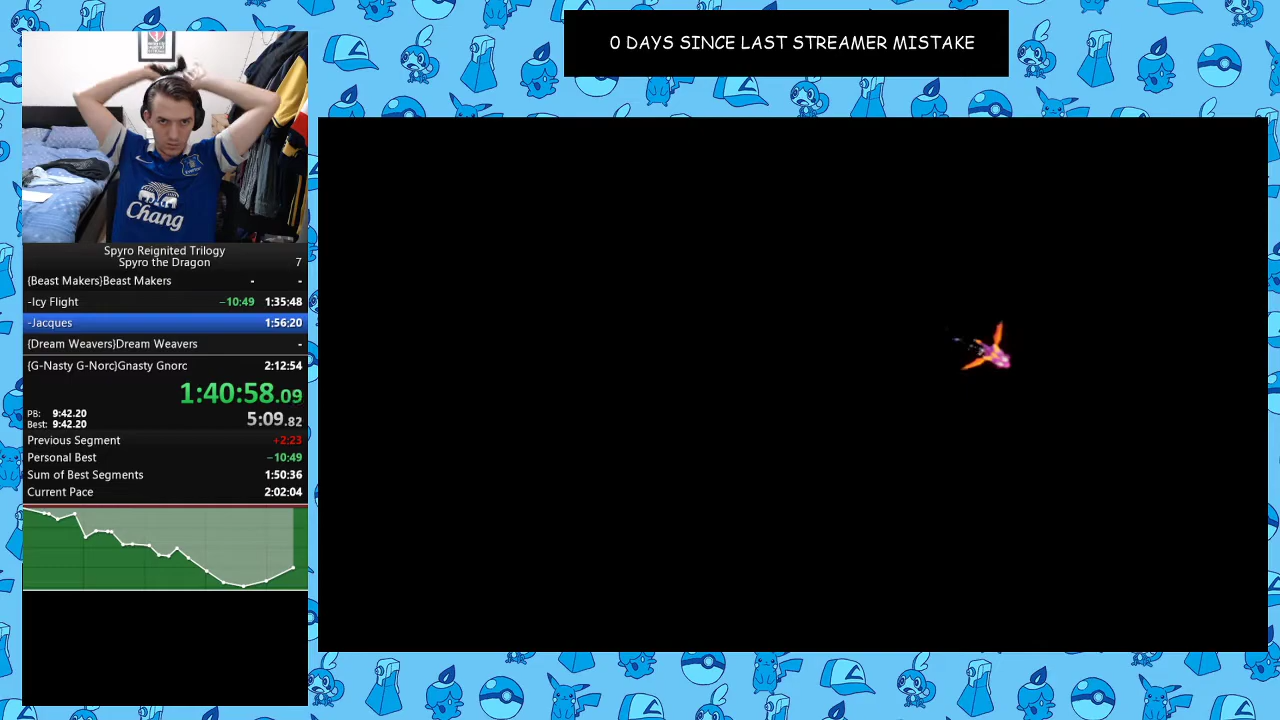 0 DAYS SINCE LAST STREAMER MISTAKE
Chang
Spyro Reignited Trilogy
Spyro the Dragon 7
{Beast Makers}Beast Makers - -
-Icy Flight −10:49 1:35:48
-Jacques 1:56:20
{Dream Weavers}Dream Weavers -
{G-Nasty G-Norc}Gnasty Gnorc 2:12:54
1:40:58.09
PB: 9:42.20
Best: 9:42.20
5:09.82
Previous Segment +2:23
Personal Best −10:49
Sum of Best Segments 1:50:36
Current Pace 2:02:04